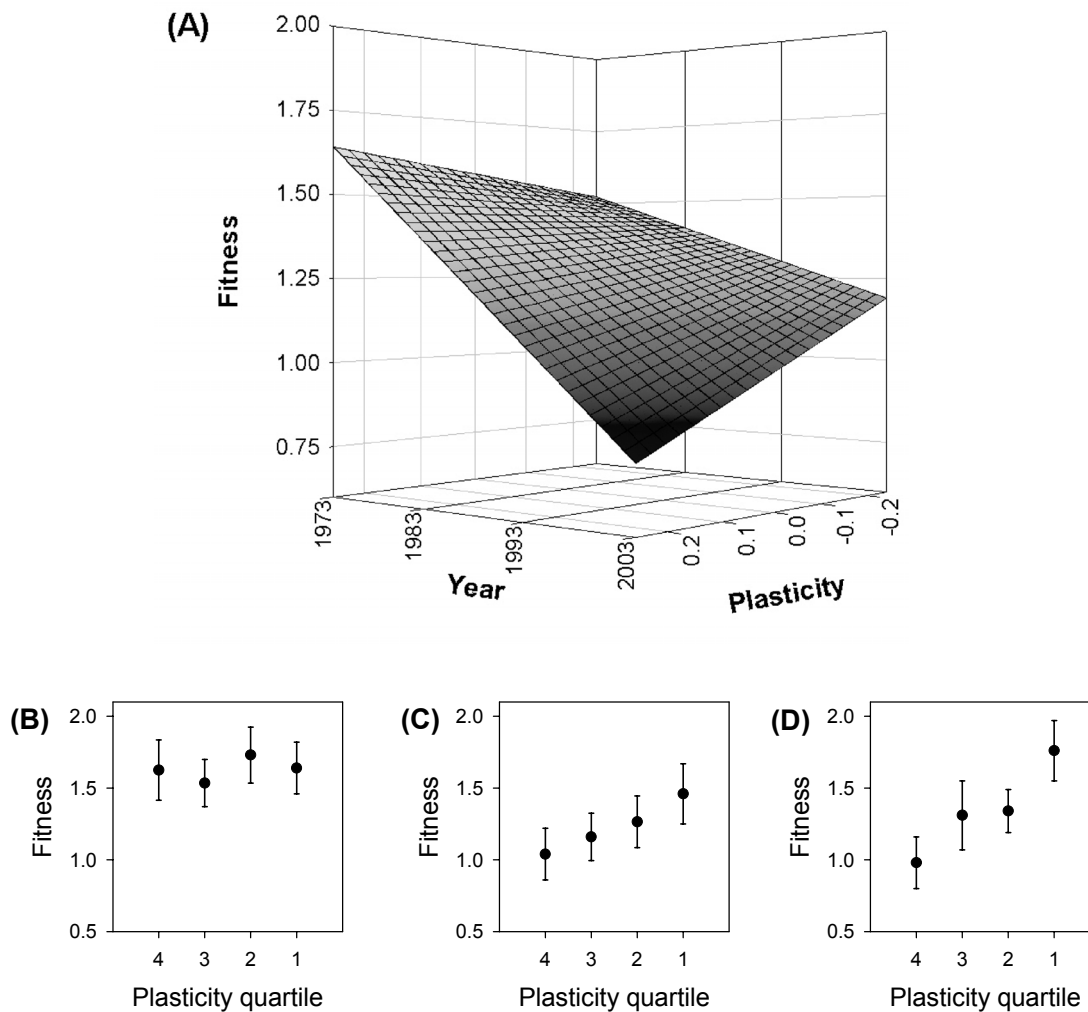 (A)
2.00
1.75
1.50
1.25
1.00
0.75
Fitness
1973
1983
1993
2003
Year
0.2
0.1
0.0
-0.1
-0.2
Plasticity
(B)
2.0
1.5
1.0
0.5
Fitness
4 3 2 1
Plasticity quartile
(C)
2.0
1.5
1.0
0.5
Fitness
4 3 2 1
Plasticity quartile
(D)
2.0
1.5
1.0
0.5
Fitness
4 3 2 1
Plasticity quartile